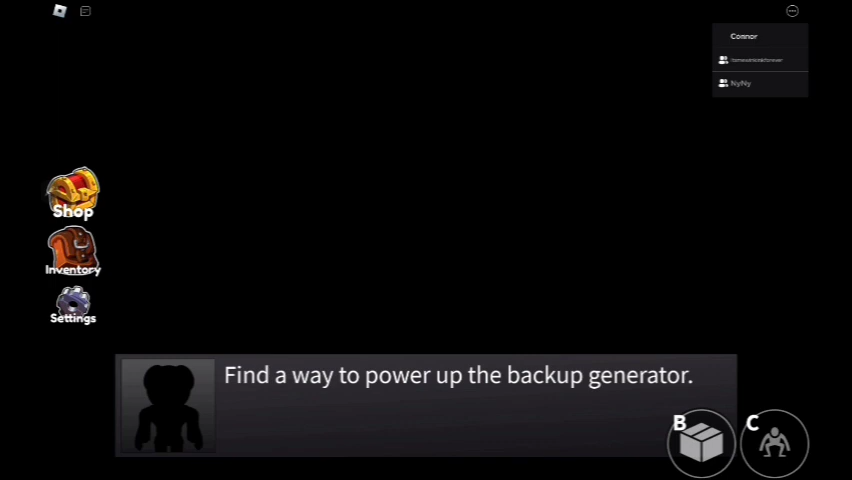 Connor
NyNy
Shop
Inventory
Settings
Find a way to power up the backup generator.
B
C